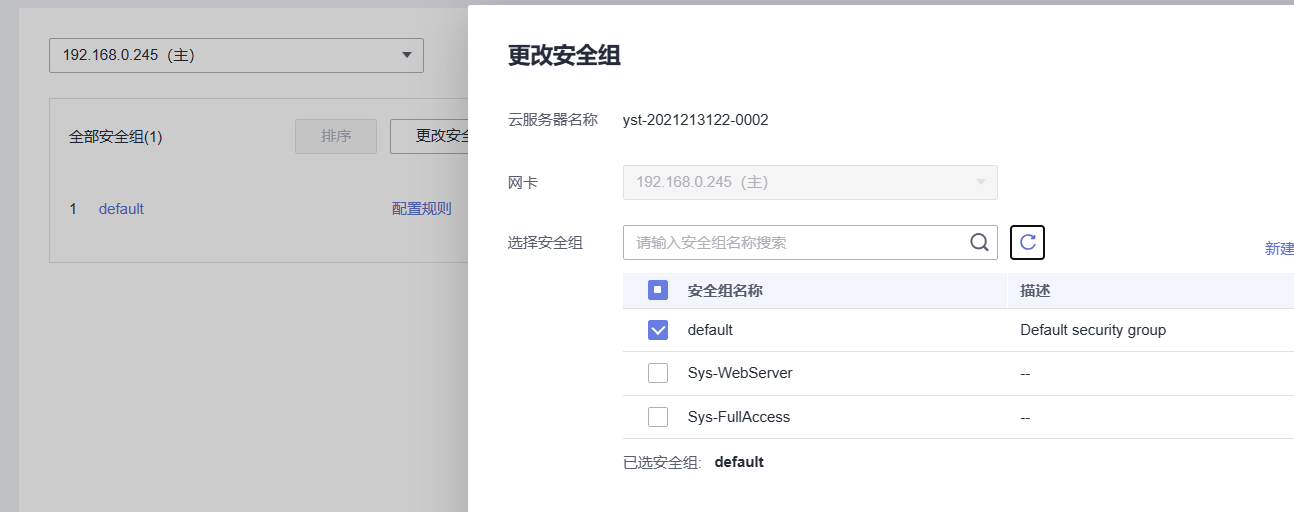 192.168.0.245（主）
全部安全组(1)
排序
更改安全
1 default 配置规则
更改安全组
云服务器名称 yst-2021213122-0002
网卡 192.168.0.245（主）
选择安全组 请输入安全组名称搜索
新建
安全组名称 描述
default Default security group
Sys-WebServer --
Sys-FullAccess --
已选安全组: default